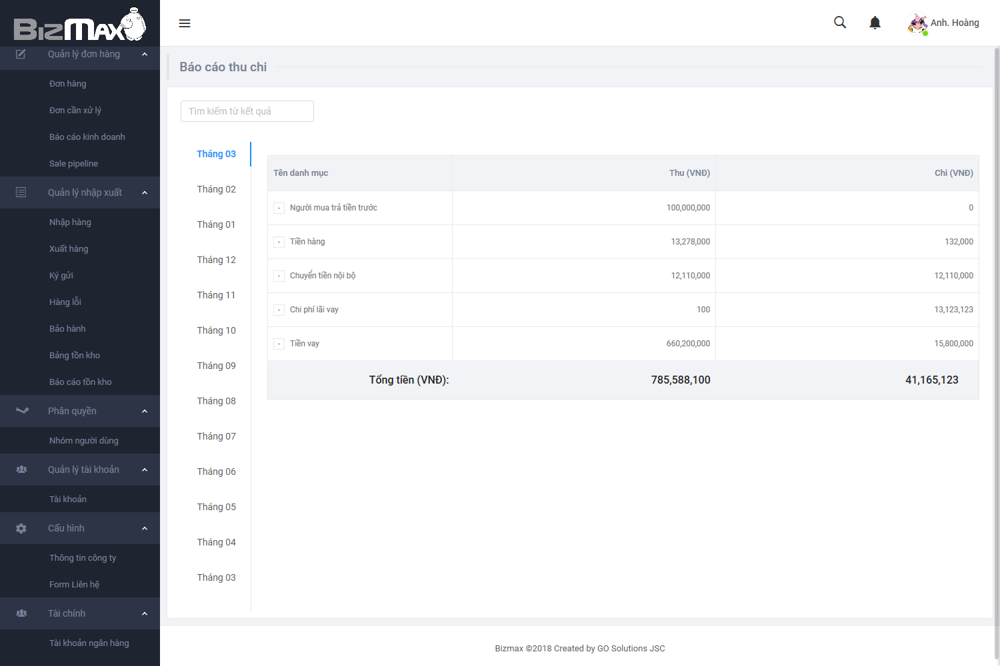 BizMax
Quản lý đơn hàng
Đơn hàng
Đơn cần xử lý
Báo cáo kinh doanh
Sale pipeline
Quản lý nhập xuất
Nhập hàng
Xuất hàng
Ký gửi
Hàng lỗi
Bảo hành
Bảng tồn kho
Báo cáo tồn kho
Phân quyền
Nhóm người dùng
Quản lý tài khoản
Tài khoản
Cấu hình
Thông tin công ty
Form Liên hệ
Tài chính
Tài khoản ngân hàng
Anh. Hoàng
Báo cáo thu chi
Tìm kiếm từ kết quả
Tháng 03
Tháng 02
Tháng 01
Tháng 12
Tháng 11
Tháng 10
Tháng 09
Tháng 08
Tháng 07
Tháng 06
Tháng 05
Tháng 04
Tháng 03
Tên danh mục Thu (VNĐ) Chi (VNĐ)
- Người mua trả tiền trước 100,000,000 0
- Tiền hàng 13,278,000 132,000
- Chuyển tiền nội bộ 12,110,000 12,110,000
- Chi phí lãi vay 100 13,123,123
- Tiền vay 660,200,000 15,800,000
Tổng tiền (VNĐ): 785,588,100 41,165,123
Bizmax ©2018 Created by GO Solutions JSC